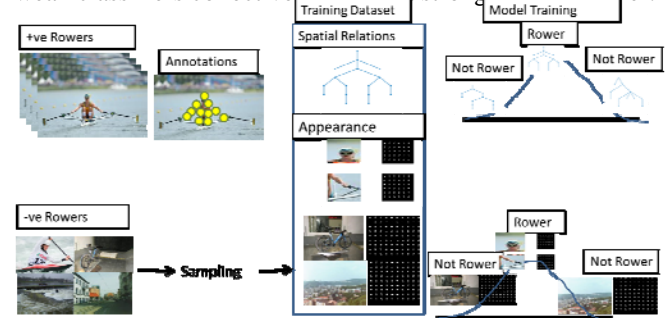 Training Dataset
Model Training
+ve Rowers
Spatial Relations
Rower
Annotations
Not Rower
Not Rower
Appearance
-ve Rowers
Rower
Not Rower
Not Rower
Sampling